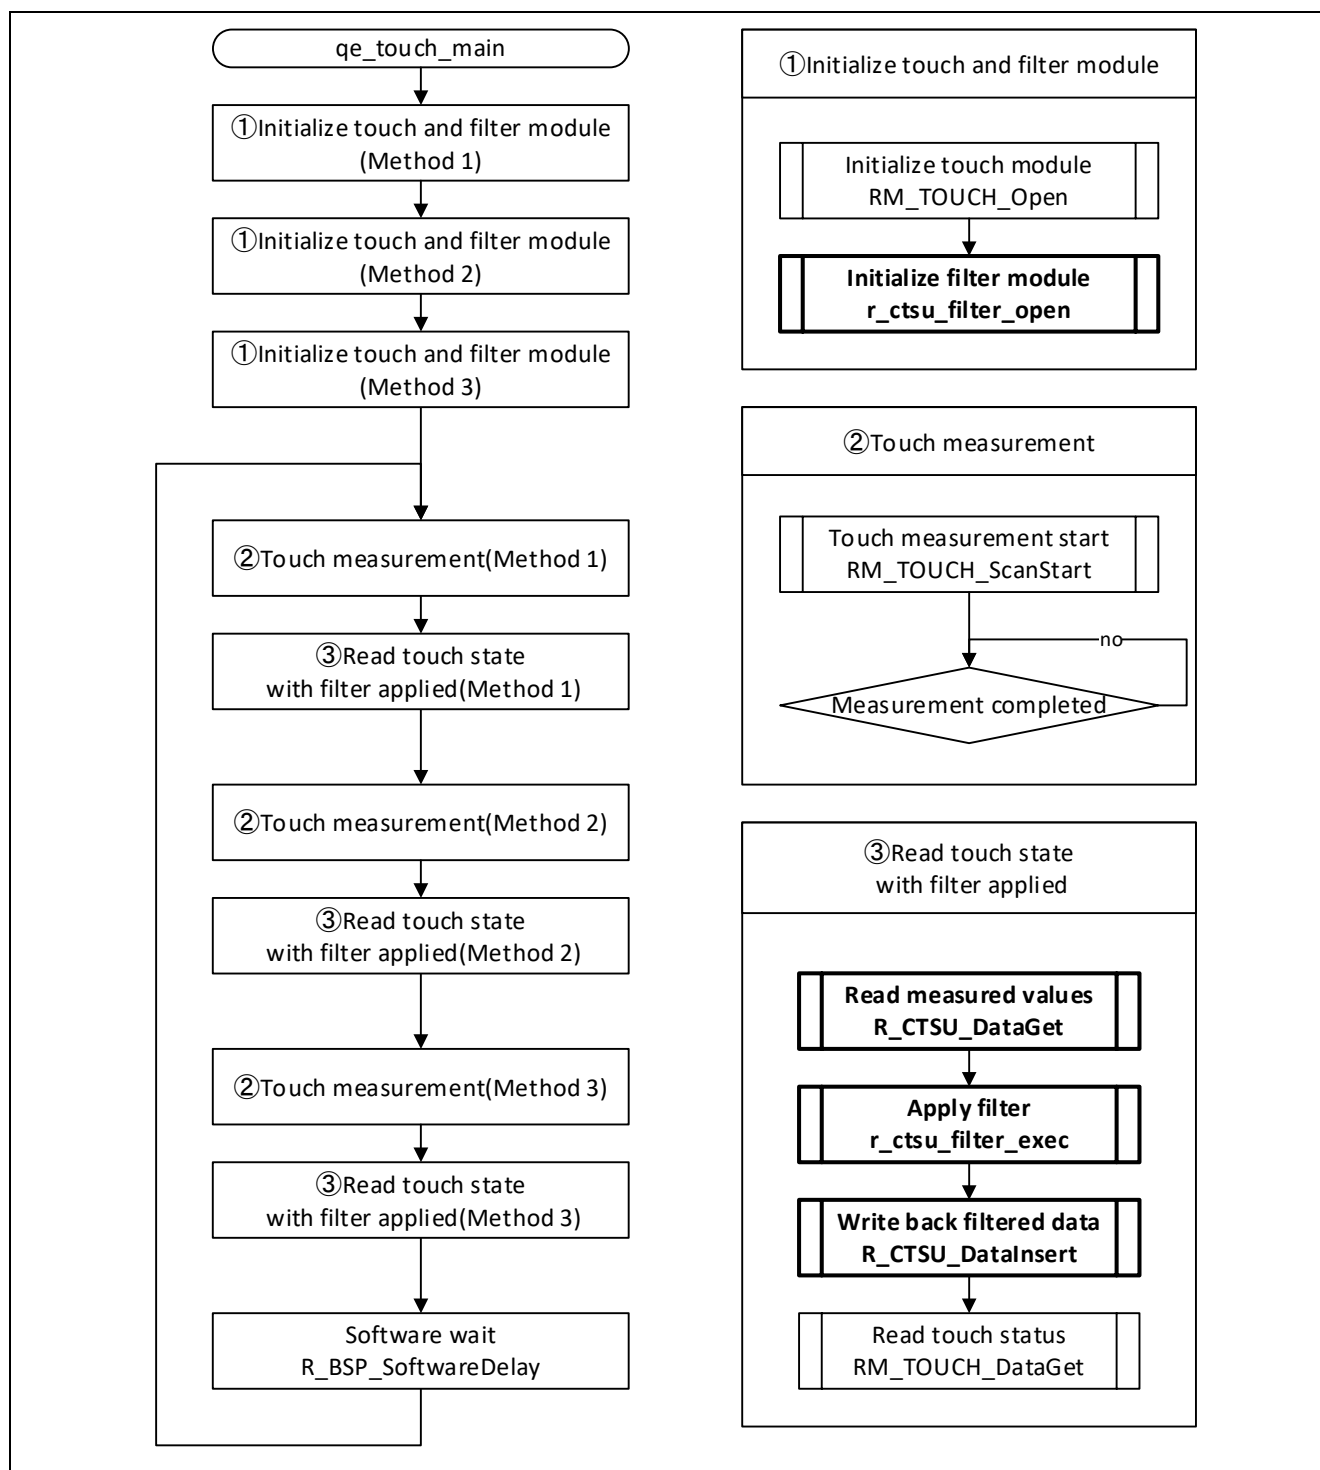 qe_touch_main
①Initialize touch and filter module
(Method 1)
①Initialize touch and filter module
(Method 2)
①Initialize touch and filter module
(Method 3)
②Touch measurement(Method 1)
③Read touch state
with filter applied(Method 1)
②Touch measurement(Method 2)
③Read touch state
with filter applied(Method 2)
②Touch measurement(Method 3)
③Read touch state
with filter applied(Method 3)
Software wait
R_BSP_SoftwareDelay
①Initialize touch and filter module
Initialize touch module
RM_TOUCH_Open
Initialize filter module
r_ctsu_filter_open
②Touch measurement
Touch measurement start
RM_TOUCH_ScanStart
no
Measurement completed
③Read touch state
with filter applied
Read measured values
R_CTSU_DataGet
Apply filter
r_ctsu_filter_exec
Write back filtered data
R_CTSU_DataInsert
Read touch status
RM_TOUCH_DataGet